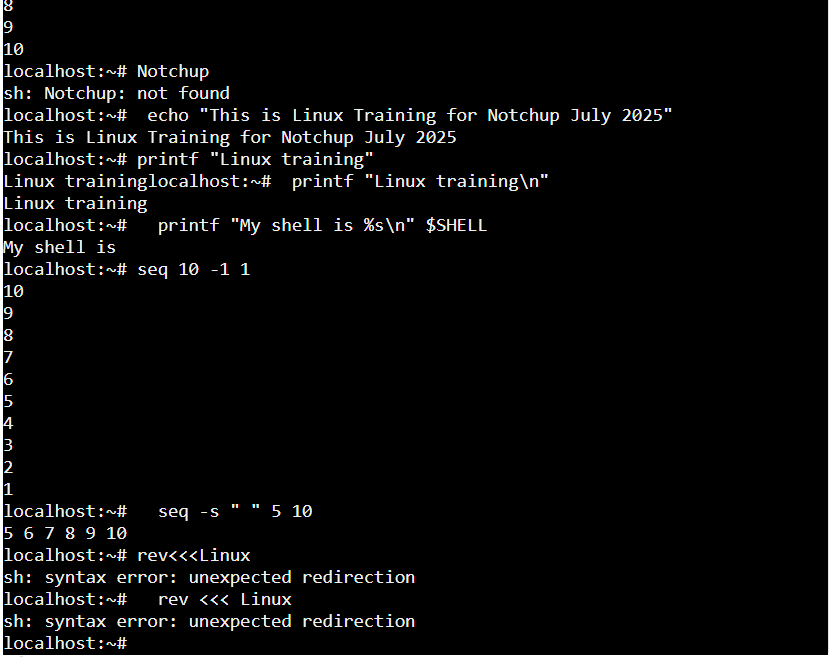 8
9
10
localhost:~# Notchup
sh: Notchup: not found
localhost:~#  echo "This is Linux Training for Notchup July 2025"
This is Linux Training for Notchup July 2025
localhost:~# printf "Linux training"
Linux traininglocalhost:~#  printf "Linux training\n"
Linux training
localhost:~#   printf "My shell is %s\n" $SHELL
My shell is
localhost:~# seq 10 -1 1
10
9
8
7
6
5
4
3
2
1
localhost:~#   seq -s " " 5 10
5 6 7 8 9 10
localhost:~# rev<<<Linux
sh: syntax error: unexpected redirection
localhost:~#   rev <<< Linux
sh: syntax error: unexpected redirection
localhost:~#